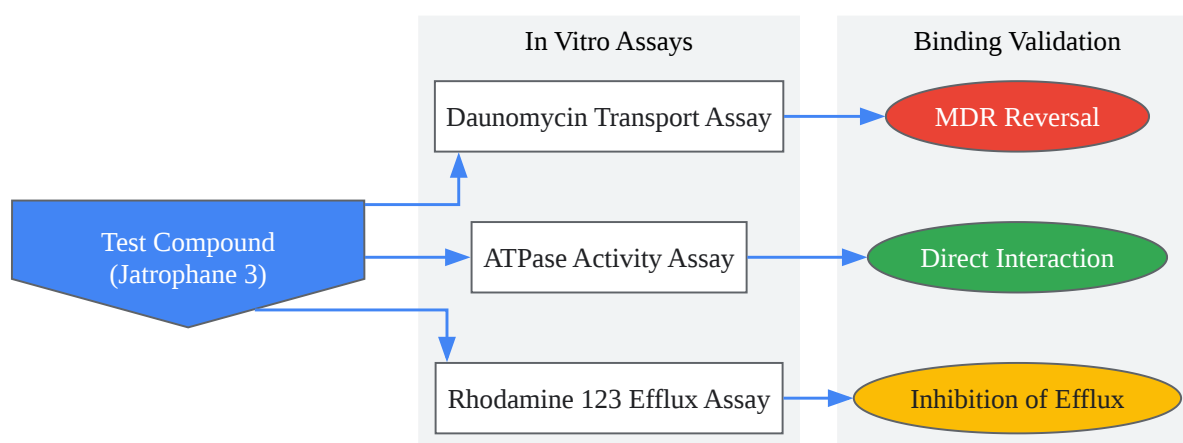 In Vitro Assays
Binding Validation
Daunomycin Transport Assay
MDR Reversal
Test Compound
(Jatrophane 3)
ATPase Activity Assay
Direct Interaction
Rhodamine 123 Efflux Assay
Inhibition of Efflux